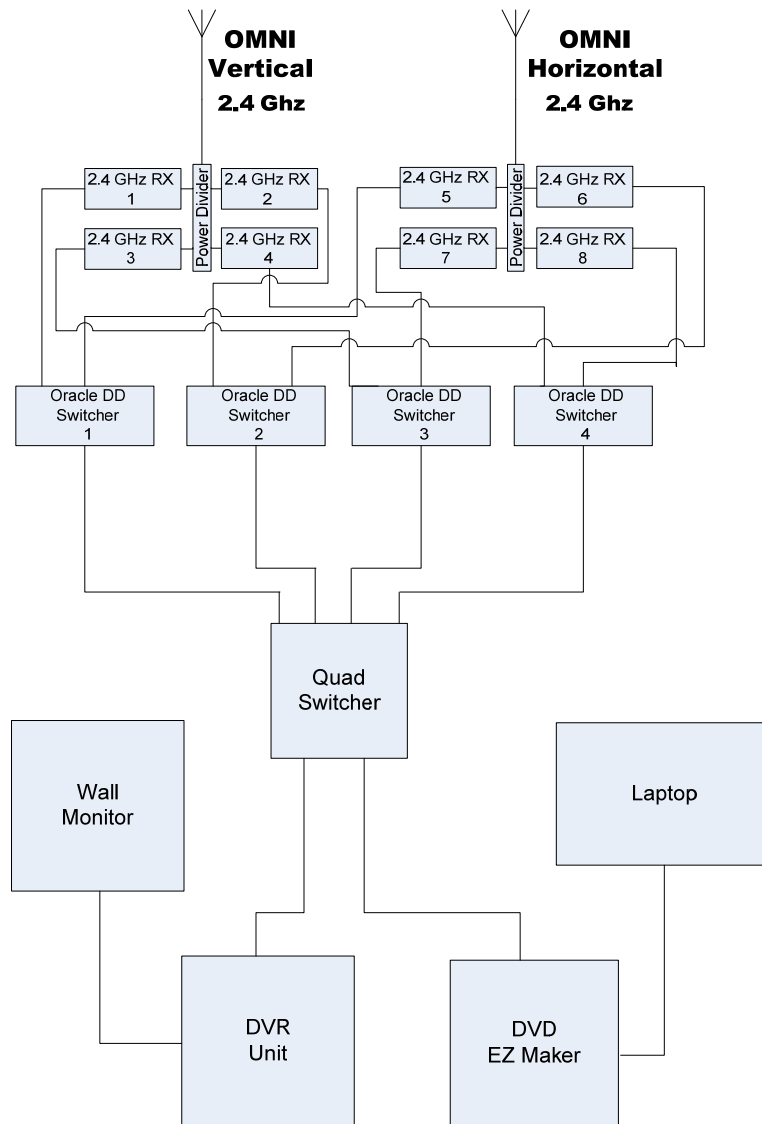 OMNI
Vertical
2.4 Ghz
OMNI
Horizontal
2.4 Ghz
2.4 GHz RX
1
Power Divider
2.4 GHz RX
2
2.4 GHz RX
3
2.4 GHz RX
4
2.4 GHz RX
5
Power Divider
2.4 GHz RX
6
2.4 GHz RX
7
2.4 GHz RX
8
Oracle DD
Switcher
1
Oracle DD
Switcher
2
Oracle DD
Switcher
3
Oracle DD
Switcher
4
Quad
Switcher
Wall
Monitor
Laptop
DVR
Unit
DVD
EZ Maker